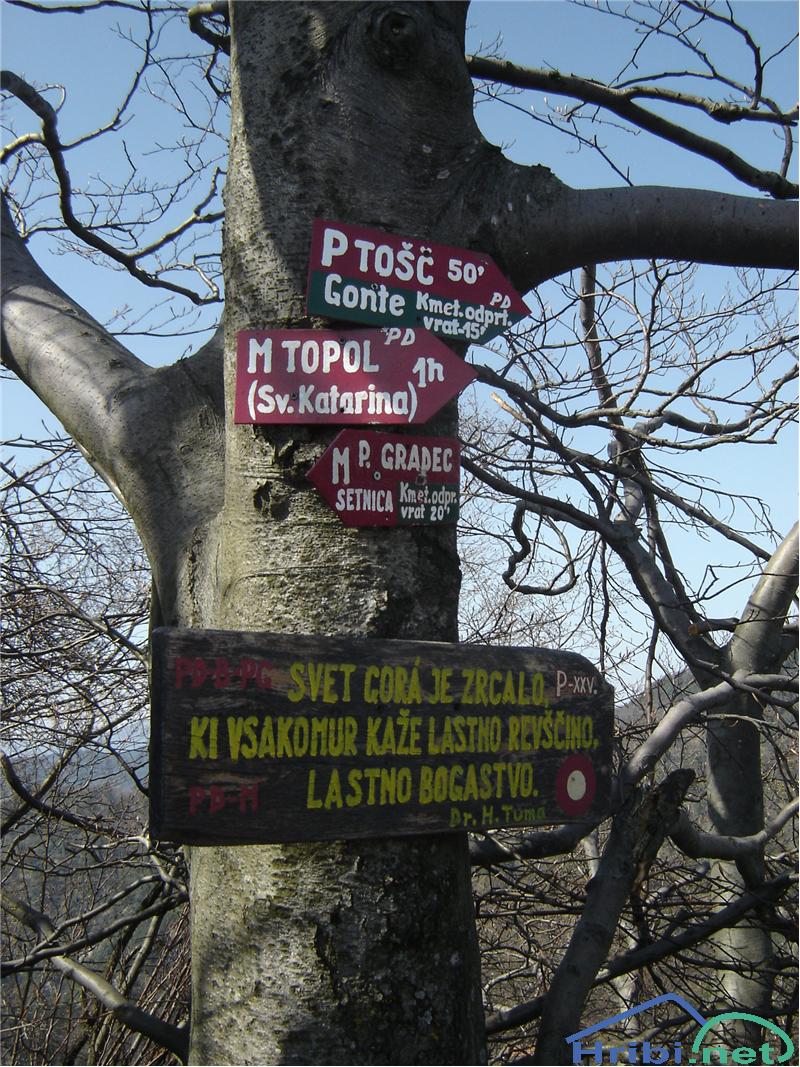 P TOŠČ 50'
Gonte Kmet. odprt. PD
vrat-15'
M TOPOL PD
(Sv. Katarina) 1h
M P. GRADEC
SETNICA Kmet. odpr.
vrat 20'
PD-B-PG SVET GORÁ JE ZRCALO, P-XXV.
KI VSAKOMUR KAŽE LASTNO REVŠČINO,
PD-M LASTNO BOGASTVO.
Dr. H. Tuma
Hribi.net